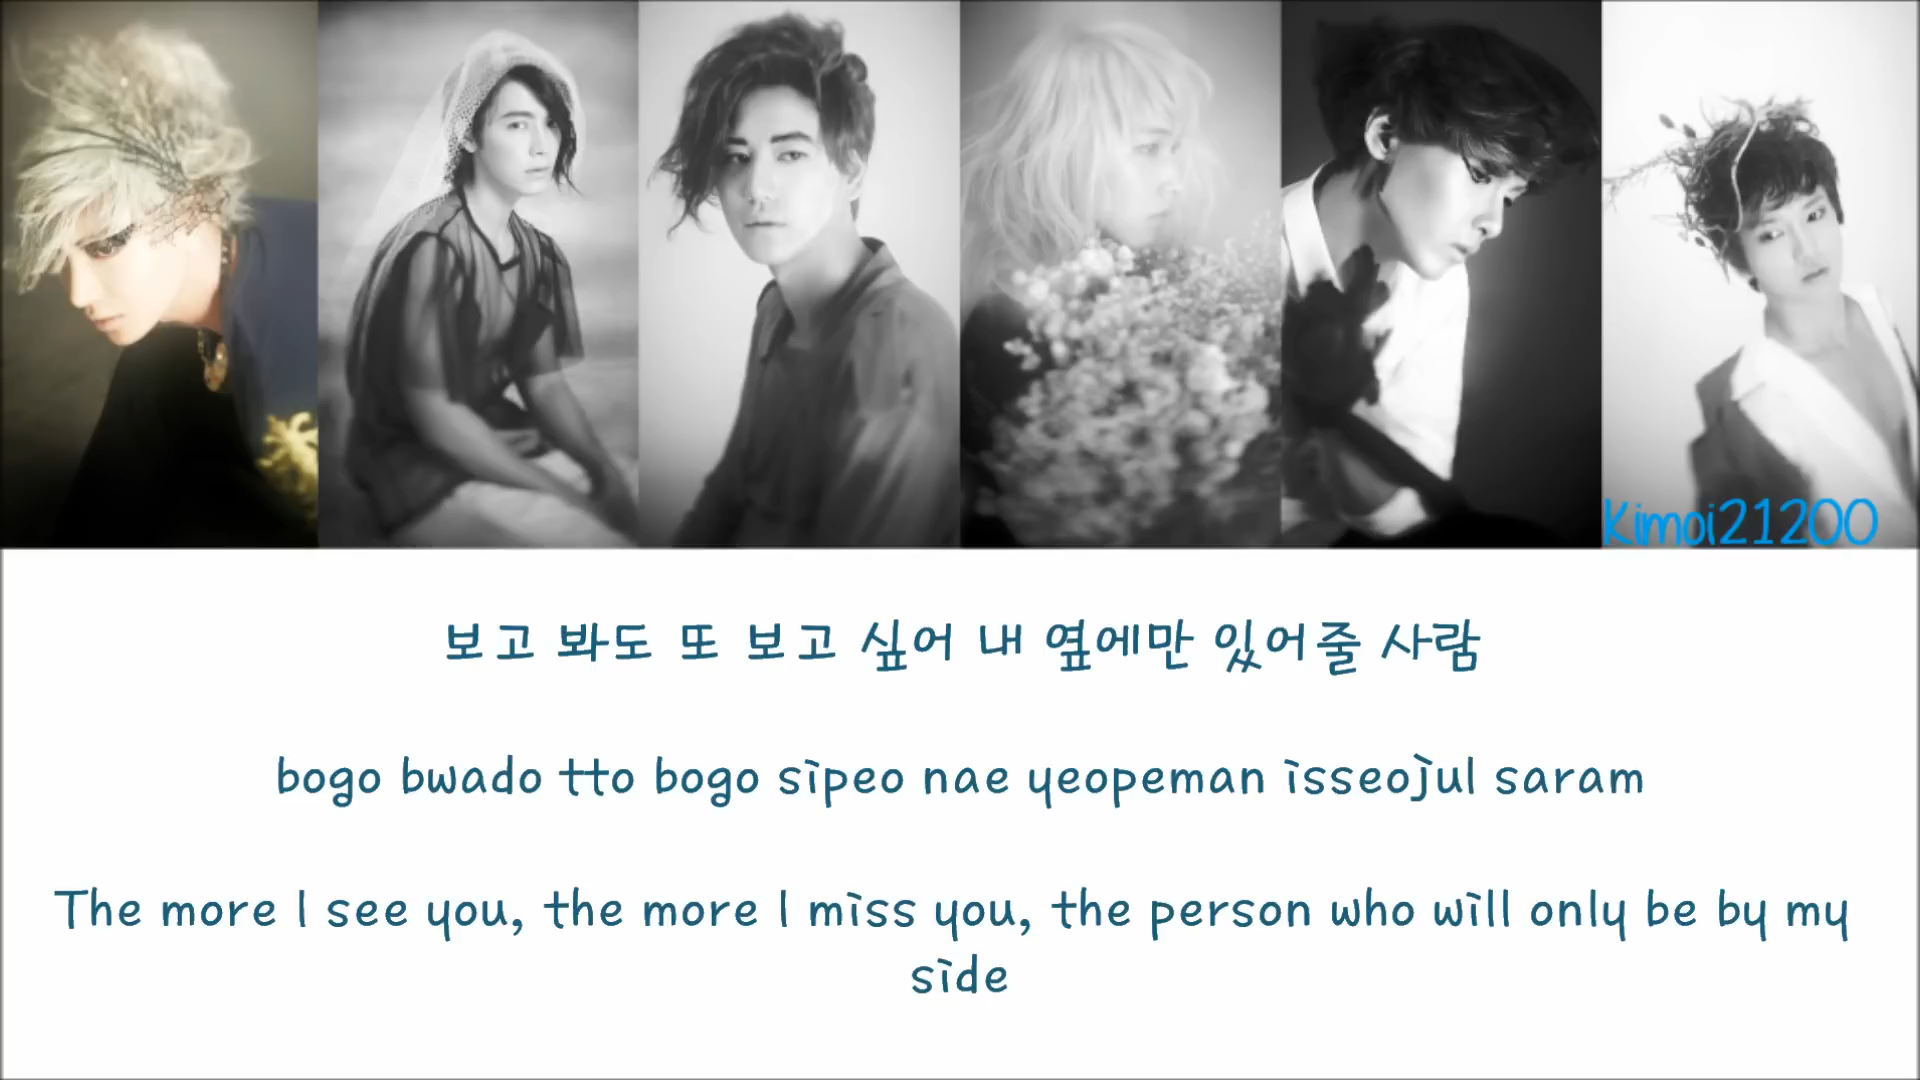 Kimoi21200
보고 봐도 또 보고 싶어 내 옆에만 있어줄 사람
bogo bwado tto bogo sipeo nae yeopeman isseojul saram
The more I see you, the more I miss you, the person who will only be by my
side